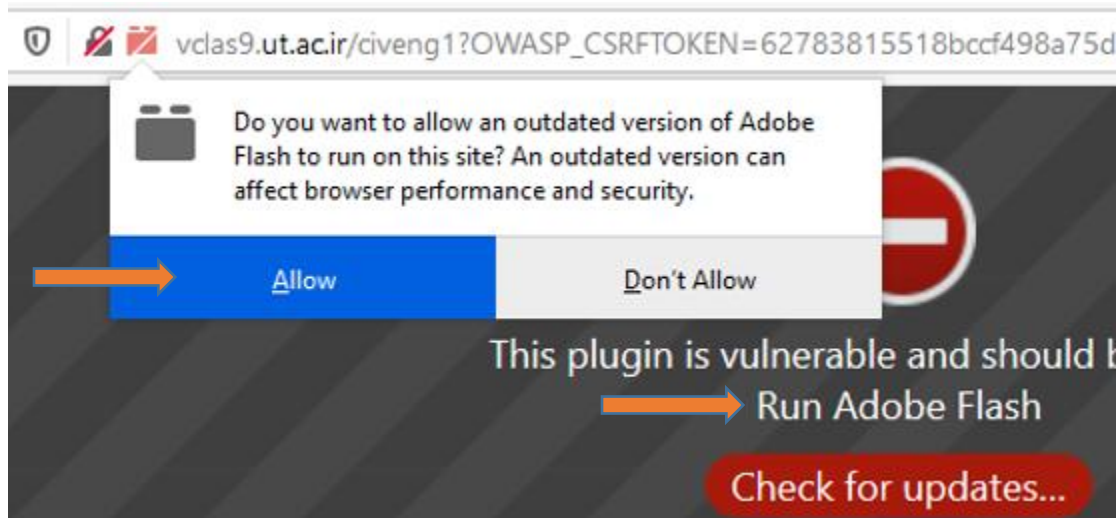 vclas9.ut.ac.ir/civeng1?OWASP_CSRFTOKEN=62783815518bccf498a75d
Do you want to allow an outdated version of Adobe
Flash to run on this site? An outdated version can
affect browser performance and security.
Allow
Don't Allow
This plugin is vulnerable and should b
Run Adobe Flash
Check for updates...